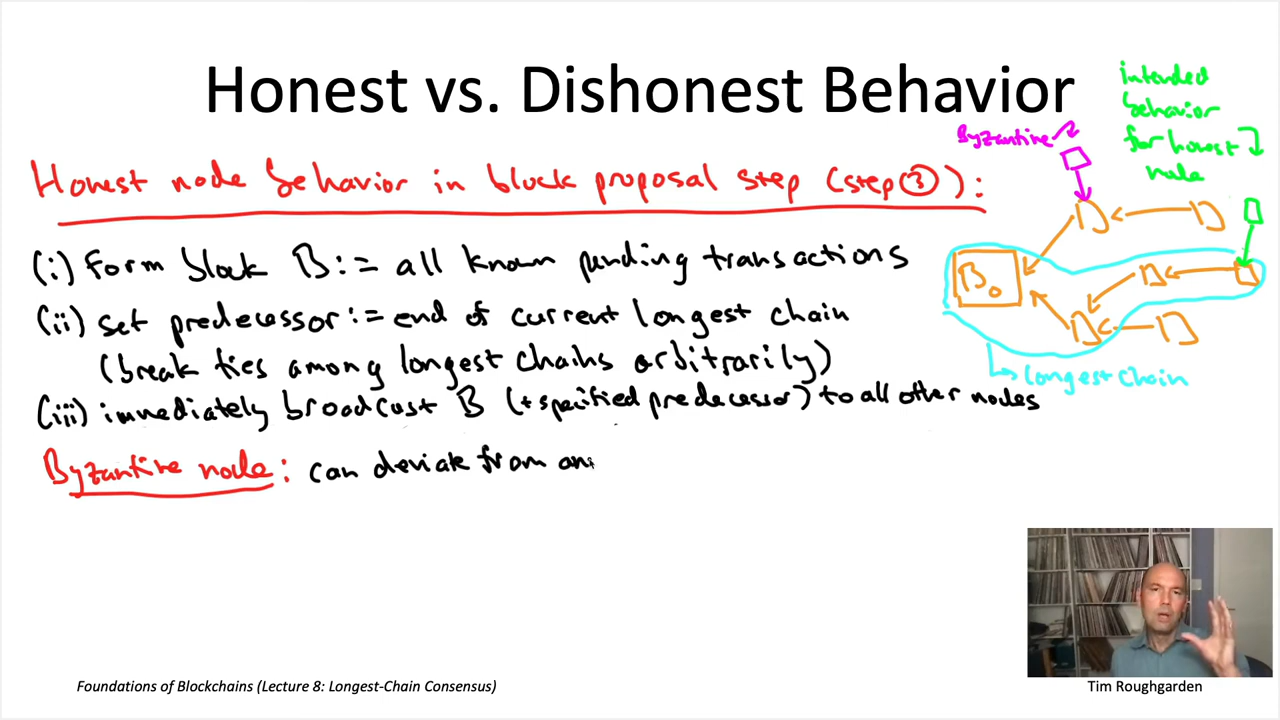 Honest vs. Dishonest Behavior
intended
behavior
for honest
node
Byzantine
Honest node behavior in block proposal step (step 3):
(i) form block B := all known pending transactions
(ii) set predecessor := end of current longest chain
(break ties among longest chains arbitrarily)
(iii) immediately broadcast B (+ specified predecessor) to all other nodes
B0
longest chain
Byzantine node: can deviate from an
Foundations of Blockchains (Lecture 8: Longest-Chain Consensus)
Tim Roughgarden